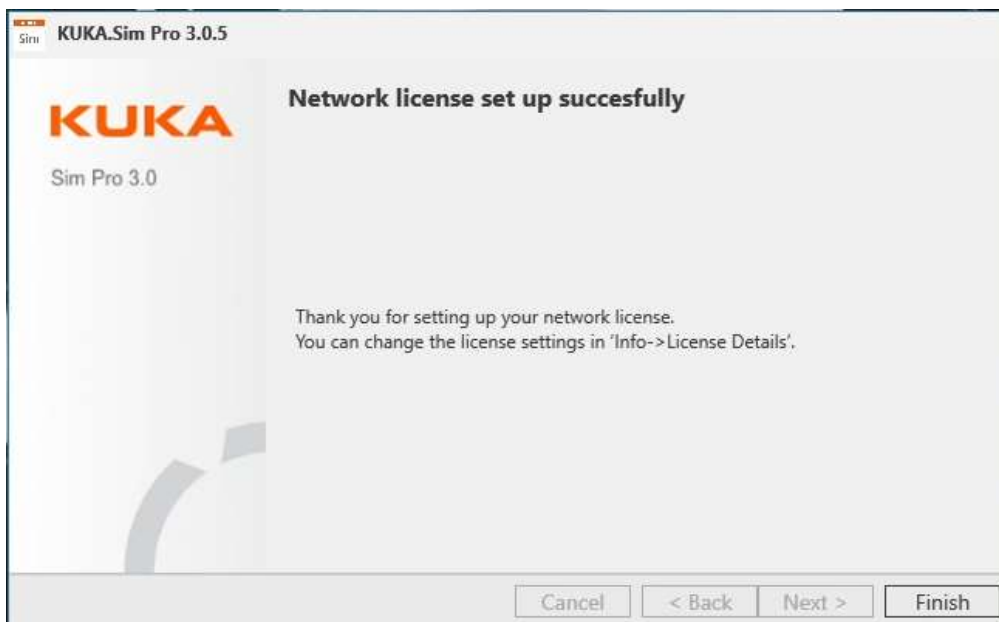 Sim KUKA.Sim Pro 3.0.5
KUKA
Sim Pro 3.0
Network license set up succesfully
Thank you for setting up your network license.
You can change the license settings in 'Info->License Details'.
Cancel < Back Next > Finish